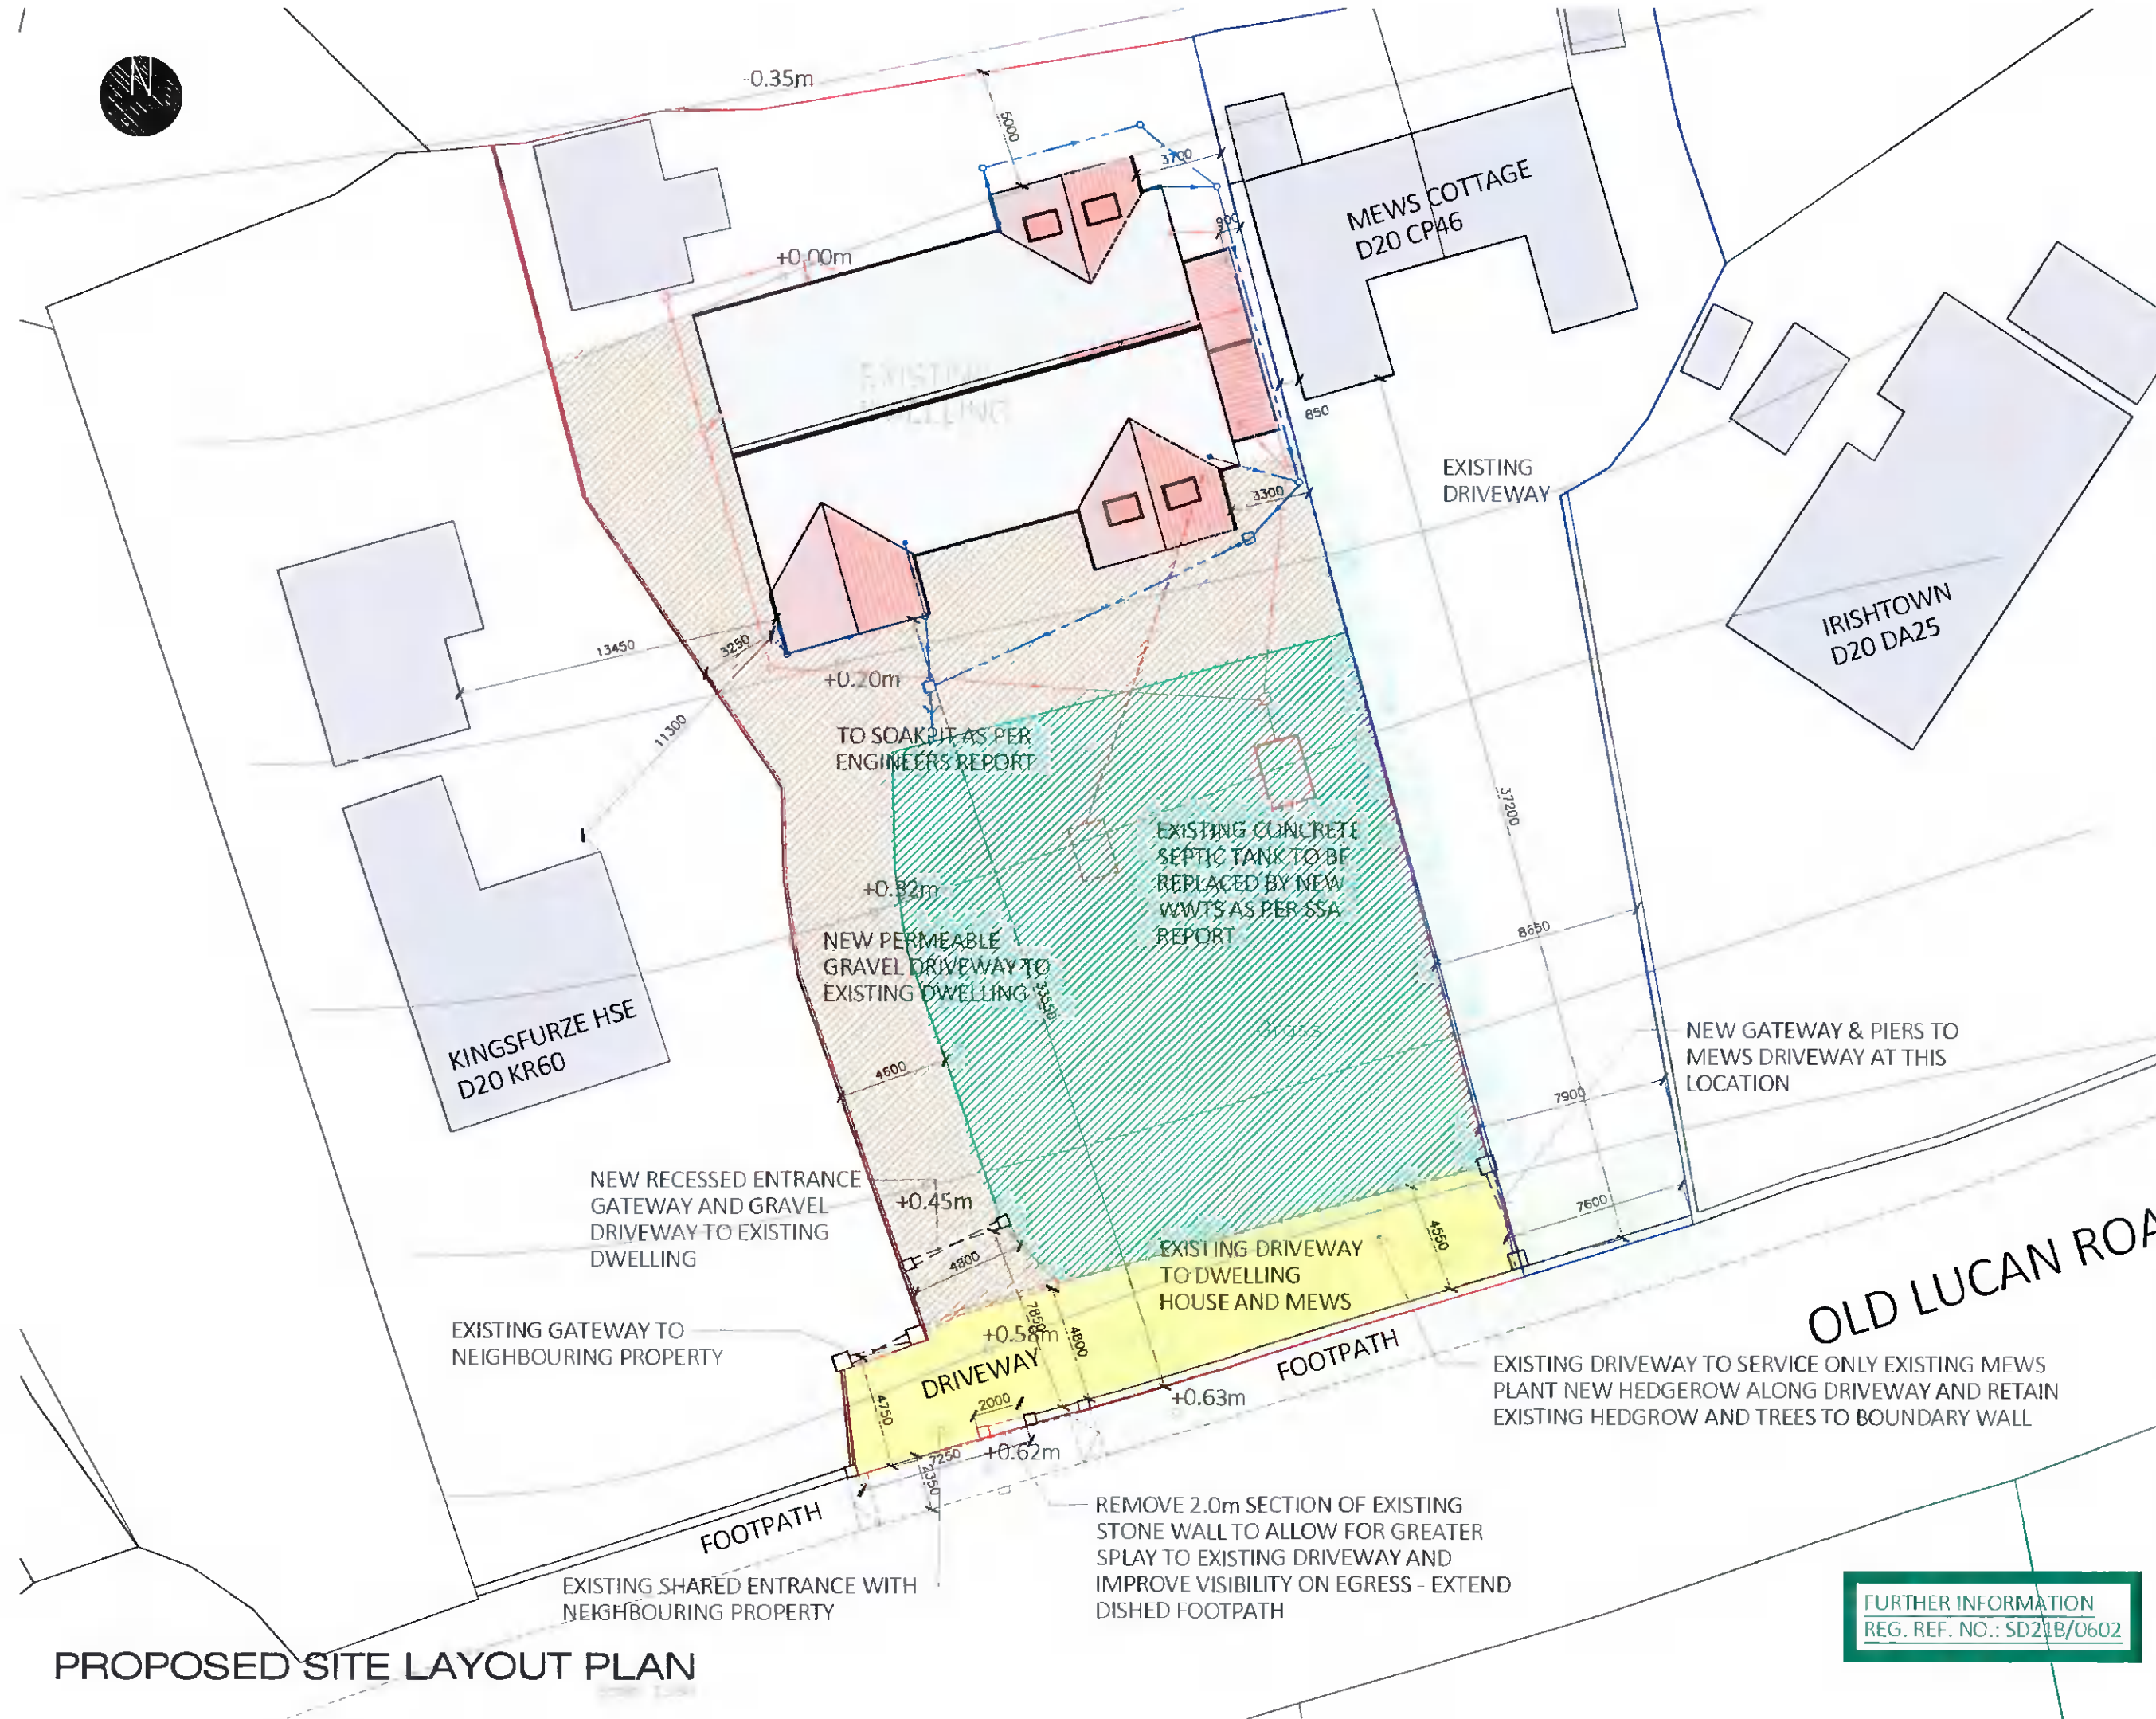 N
-0.35m
5000
3700
MEWS COTTAGE
D20 CP46
900
+0.00m
EXISTING
DWELLING
850
EXISTING
DRIVEWAY
3300
IRISHTOWN
D20 DA25
13450
3250
11300
+0.20m
TO SOAKPIT AS PER
ENGINEERS REPORT
37200
EXISTING CONCRETE
SEPTIC TANK TO BE
REPLACED BY NEW
WWTS AS PER SSA
REPORT
+0.32m
NEW PERMEABLE
GRAVEL DRIVEWAY TO
EXISTING DWELLING
33550
8650
Grass
KINGSFURZE HSE
D20 KR60
4600
7900
NEW GATEWAY & PIERS TO
MEWS DRIVEWAY AT THIS
LOCATION
NEW RECESSED ENTRANCE
GATEWAY AND GRAVEL
DRIVEWAY TO EXISTING
DWELLING
+0.45m
4800
7600
4550
EXISTING DRIVEWAY
TO DWELLING
HOUSE AND MEWS
OLD LUCAN ROA
EXISTING GATEWAY TO
NEIGHBOURING PROPERTY
+0.58m
7850
4800
DRIVEWAY
FOOTPATH
EXISTING DRIVEWAY TO SERVICE ONLY EXISTING MEWS
PLANT NEW HEDGEROW ALONG DRIVEWAY AND RETAIN
EXISTING HEDGROW AND TREES TO BOUNDARY WALL
4750
2000
+0.63m
7250
+0.62m
2350
FOOTPATH
REMOVE 2.0m SECTION OF EXISTING
STONE WALL TO ALLOW FOR GREATER
SPLAY TO EXISTING DRIVEWAY AND
IMPROVE VISIBILITY ON EGRESS - EXTEND
DISHED FOOTPATH
EXISTING SHARED ENTRANCE WITH
NEIGHBOURING PROPERTY
FURTHER INFORMATION
REG. REF. NO.: SD21B/0602
PROPOSED SITE LAYOUT PLAN